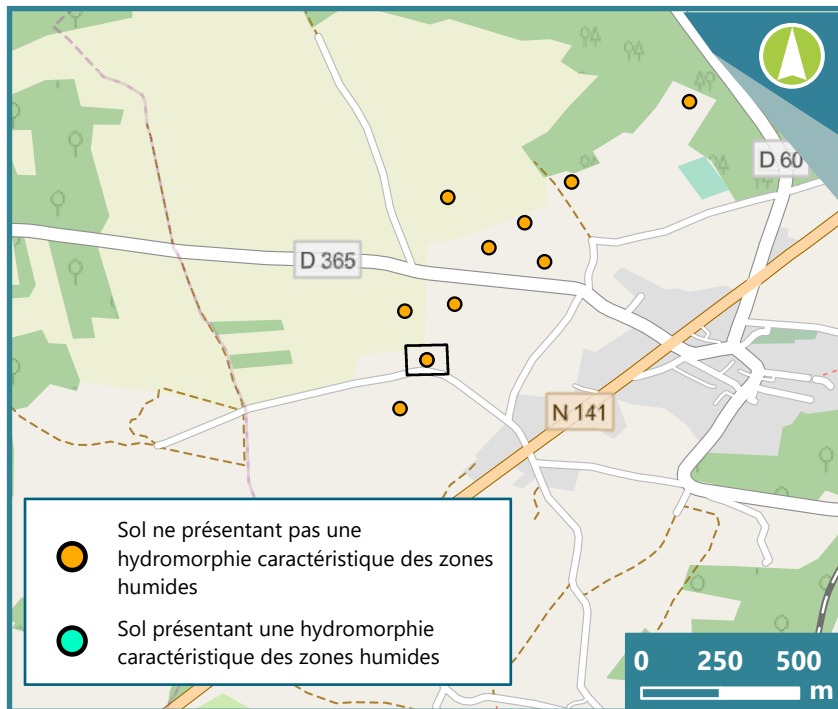 D 60
D 365
N 141
Sol ne présentant pas une
hydromorphie caractéristique des zones
humides
Sol présentant une hydromorphie
caractéristique des zones humides
0 250 500
m